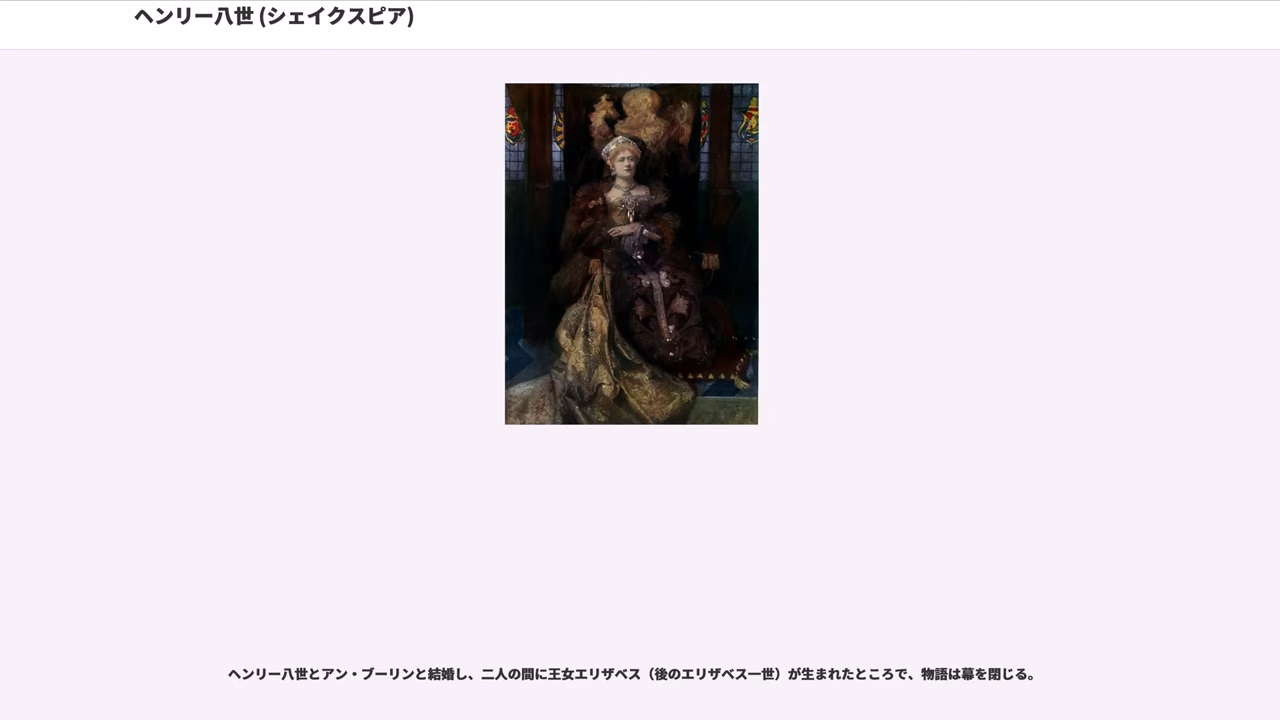 ヘンリー八世 (シェイクスピア)
ヘンリー八世とアン・ブーリンと結婚し、二人の間に王女エリザベス（後のエリザベス一世）が生まれたところで、物語は幕を閉じる。